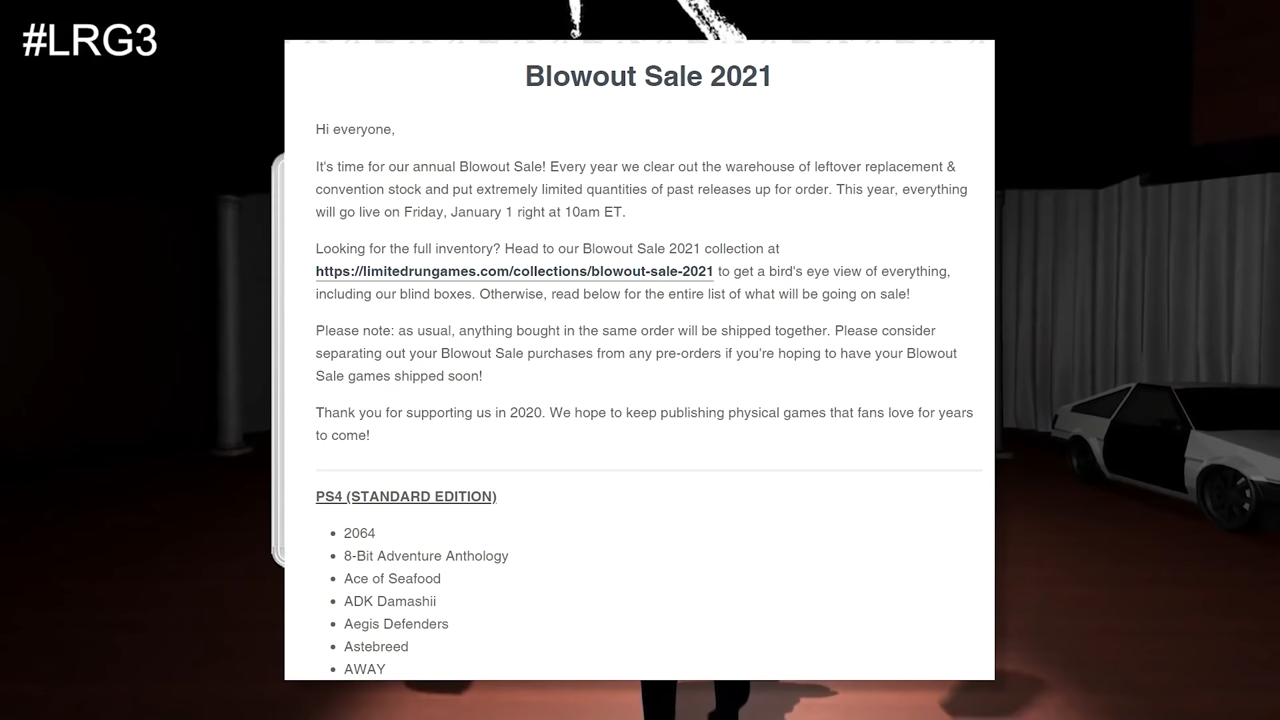 #LRG3
Blowout Sale 2021
Hi everyone,
It's time for our annual Blowout Sale! Every year we clear out the warehouse of leftover replacement &
convention stock and put extremely limited quantities of past releases up for order. This year, everything
will go live on Friday, January 1 right at 10am ET.
Looking for the full inventory? Head to our Blowout Sale 2021 collection at
https://limitedrungames.com/collections/blowout-sale-2021 to get a bird's eye view of everything,
including our blind boxes. Otherwise, read below for the entire list of what will be going on sale!
Please note: as usual, anything bought in the same order will be shipped together. Please consider
separating out your Blowout Sale purchases from any pre-orders if you're hoping to have your Blowout
Sale games shipped soon!
Thank you for supporting us in 2020. We hope to keep publishing physical games that fans love for years
to come!
PS4 (STANDARD EDITION)
• 2064
• 8-Bit Adventure Anthology
• Ace of Seafood
• ADK Damashii
• Aegis Defenders
• Astebreed
• AWAY